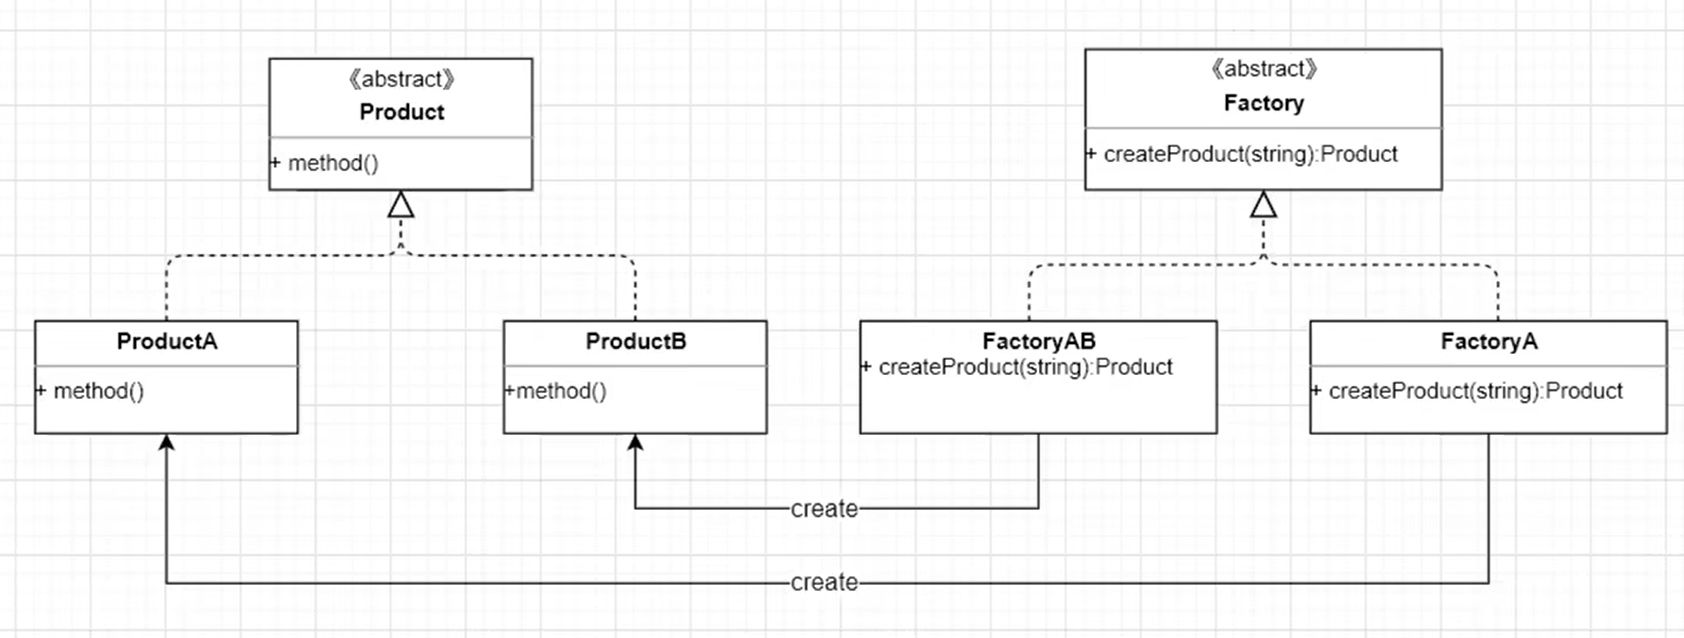 《abstract》
Product
+ method()
《abstract》
Factory
+ createProduct(string):Product
ProductA
+ method()
ProductB
+method()
FactoryAB
+ createProduct(string):Product
FactoryA
+ createProduct(string):Product
create
create